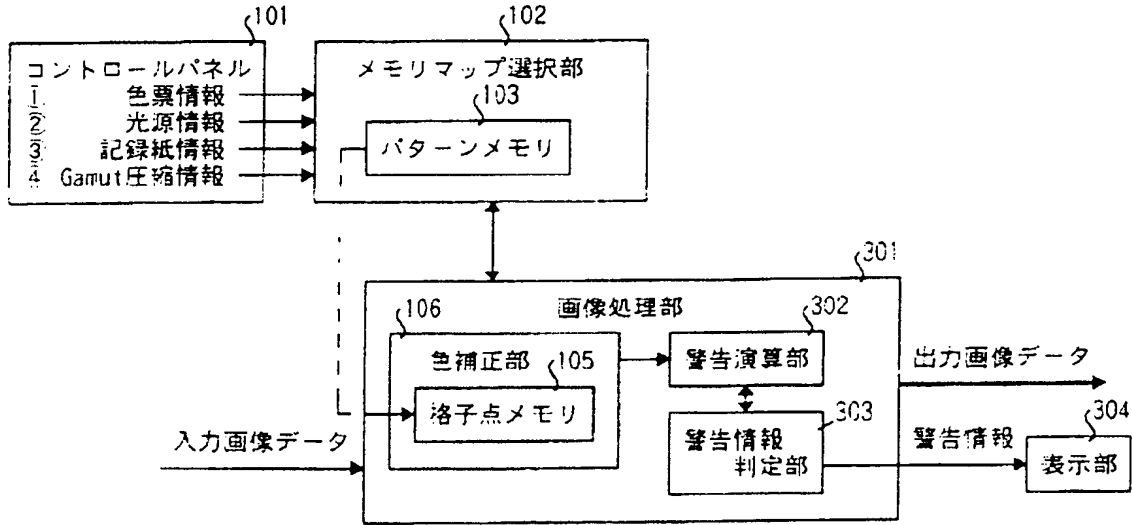 101
コントロールパネル
① 色票情報
② 光源情報
③ 記録紙情報
④ Gamut圧縮情報
102
メモリマップ選択部
103
パターンメモリ
301
画像処理部
106
色補正部
105
洛子点メモリ
302
警告演算部
303
警告情報
判定部
入力画像データ
出力画像データ
警告情報
304
表示部